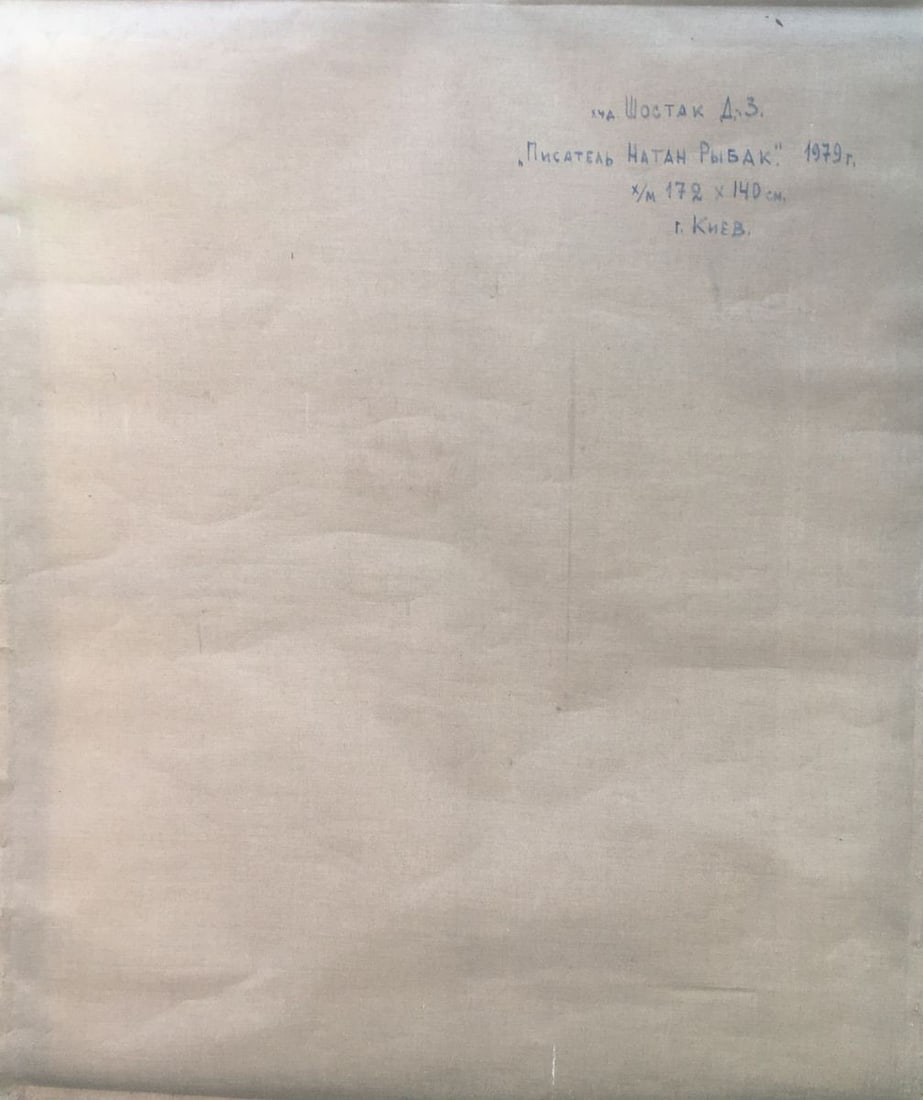 худ Шостак Д.З.
„Писатель Натан Рыбак". 1979 г.
х/м 172 х 140 см.
г. Киев.